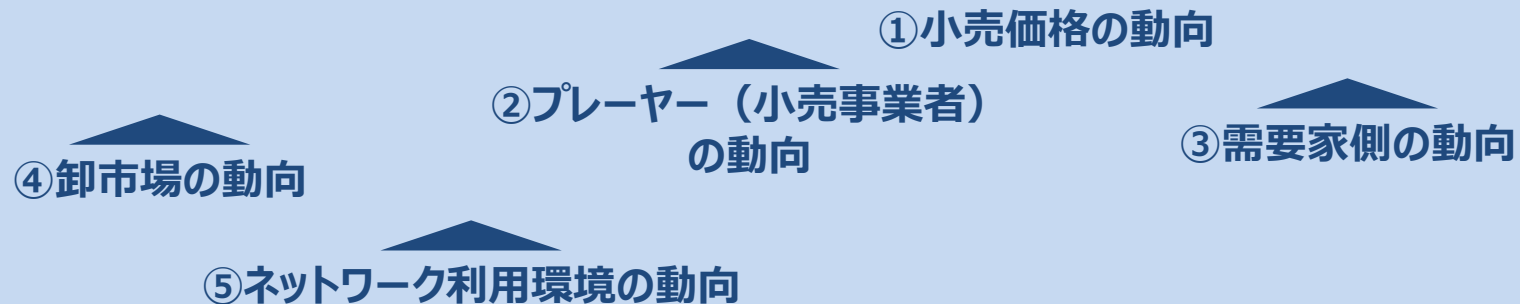 ①小売価格の動向
②プレーヤー（小売事業者）
の動向
③需要家側の動向
④卸市場の動向
⑤ネットワーク利用環境の動向